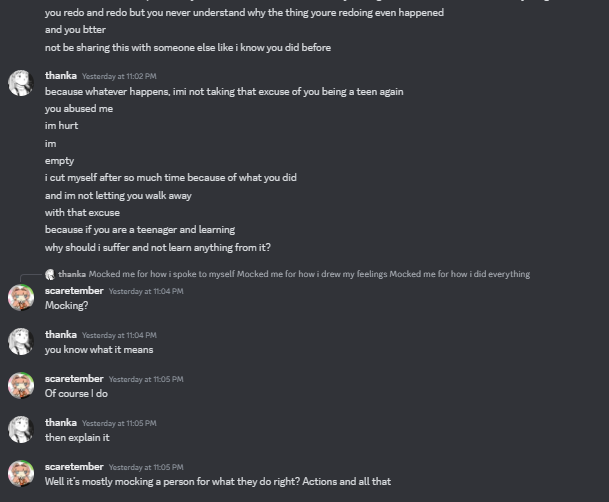 you redo and redo but you never understand why the thing youre redoing even happened
and you btter
not be sharing this with someone else like i know you did before
thanka Yesterday at 11:02 PM
because whatever happens, imi not taking that excuse of you being a teen again
you abused me
im hurt
im
empty
i cut myself after so much time because of what you did
and im not letting you walk away
with that excuse
because if you are a teenager and learning
why should i suffer and not learn anything from it?
thanka Mocked me for how i spoke to myself Mocked me for how i drew my feelings Mocked me for how i did everything
scaretember Yesterday at 11:04 PM
Mocking?
thanka Yesterday at 11:04 PM
you know what it means
scaretember Yesterday at 11:05 PM
Of course I do
thanka Yesterday at 11:05 PM
then explain it
scaretember Yesterday at 11:05 PM
Well it's mostly mocking a person for what they do right? Actions and all that